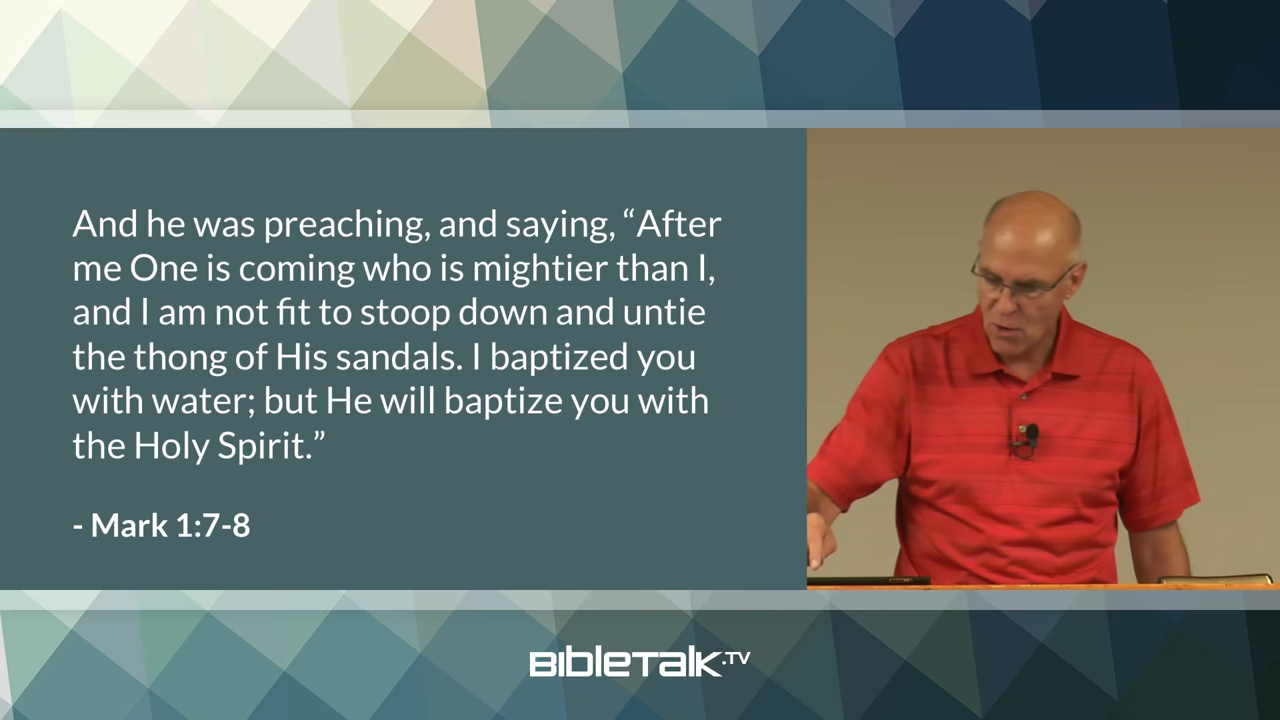 And he was preaching, and saying, “After
me One is coming who is mightier than I,
and I am not fit to stoop down and untie
the thong of His sandals. I baptized you
with water; but He will baptize you with
the Holy Spirit.”
- Mark 1:7-8
BIBLETALK.TV